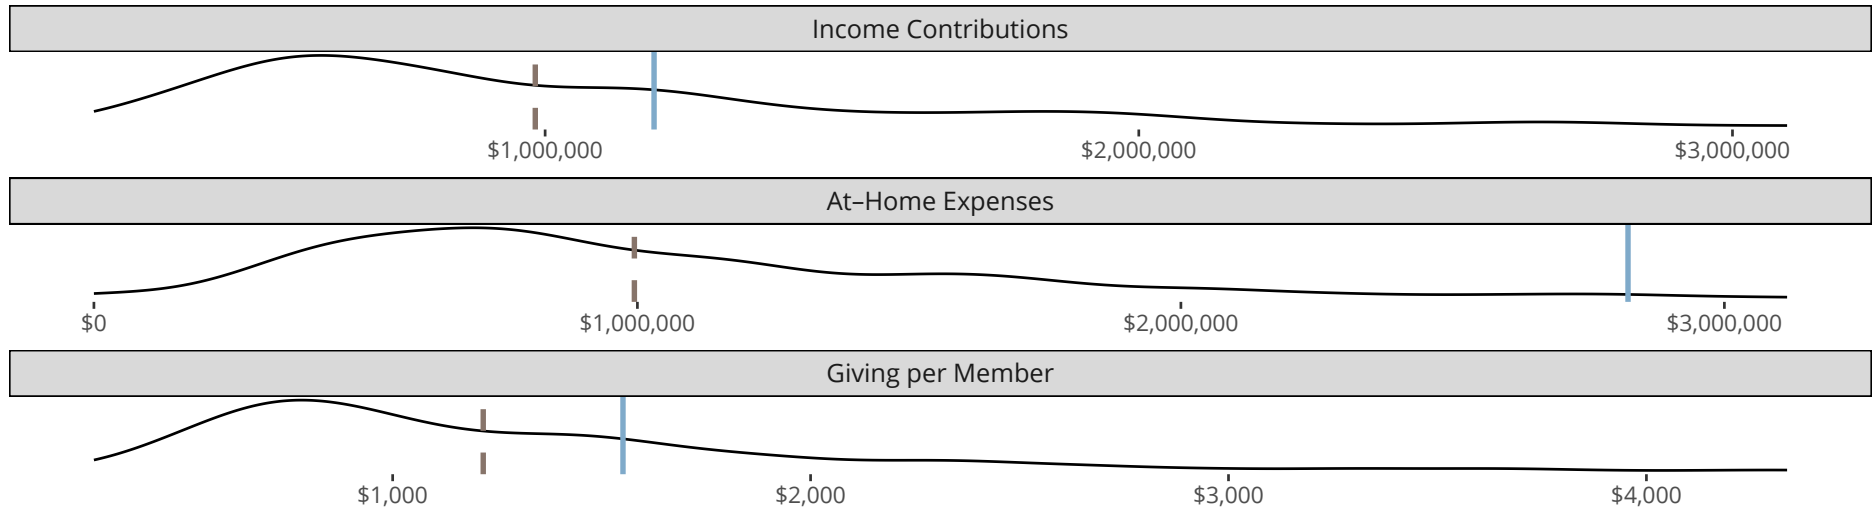 Income Contributions
$1,000,000 $2,000,000 $3,000,000
At–Home Expenses
$0 $1,000,000 $2,000,000 $3,000,000
Giving per Member
$1,000 $2,000 $3,000 $4,000